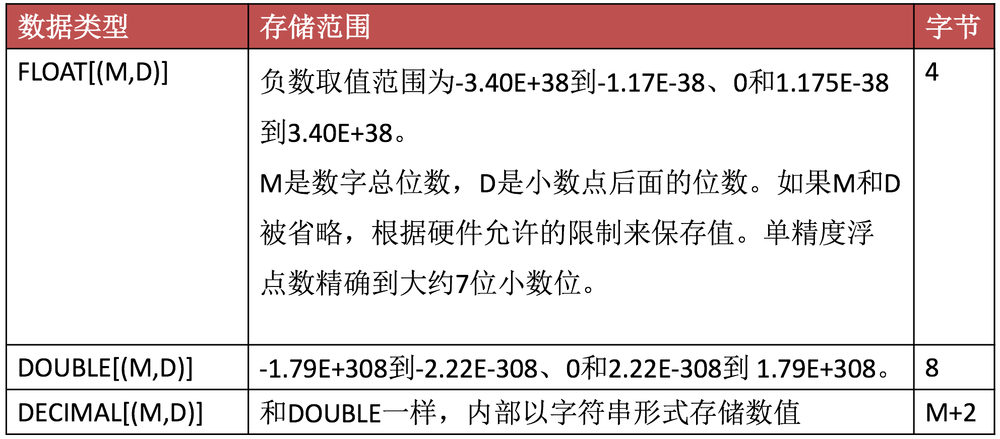 数据类型 存储范围 字节
FLOAT[(M,D)] 负数取值范围为-3.40E+38到-1.17E-38、0和1.175E-38 4
到3.40E+38。
M是数字总位数，D是小数点后面的位数。如果M和D
被省略，根据硬件允许的限制来保存值。单精度浮
点数精确到大约7位小数位。
DOUBLE[(M,D)] -1.79E+308到-2.22E-308、0和2.22E-308到 1.79E+308。 8
DECIMAL[(M,D)] 和DOUBLE一样，内部以字符串形式存储数值 M+2